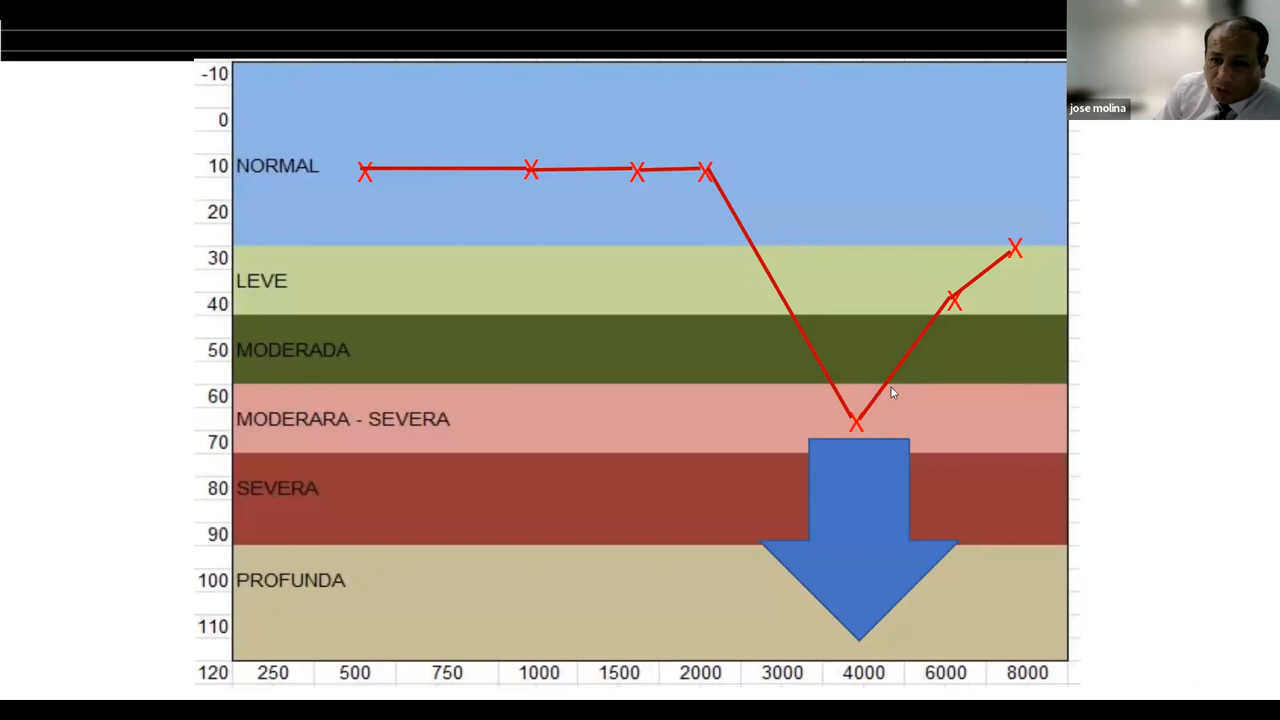 jose molina
-10
0
10 NORMAL
20
30
LEVE
40
50 MODERADA
60
MODERARA - SEVERA
70
80 SEVERA
90
100 PROFUNDA
110
120 250 500 750 1000 1500 2000 3000 4000 6000 8000
X X X X X X X